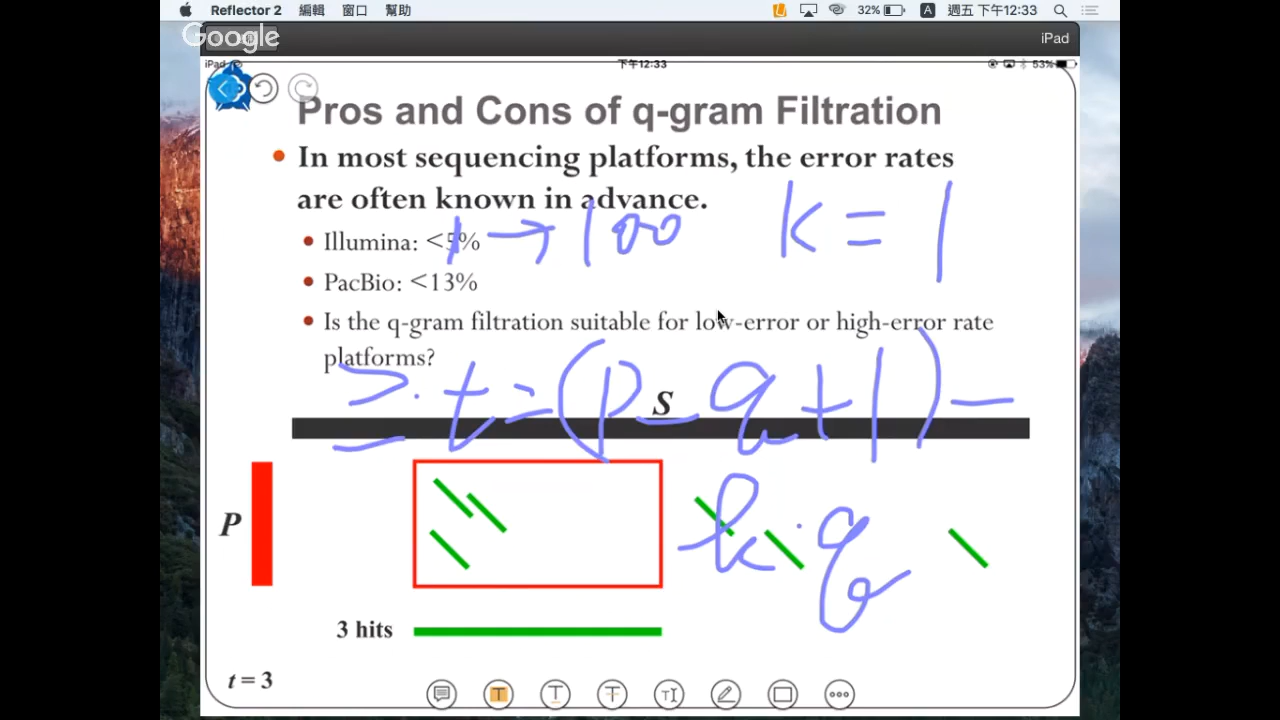 Reflector 2 編輯 窗口 幫助 32% A 週五 下午12:33
Google
iPad
iPad 下午12:33 53%
Pros and Cons of q-gram Filtration
In most sequencing platforms, the error rates
are often known in advance.
1 → 100 k = 1
Illumina: <5%
PacBio: <13%
Is the q-gram filtration suitable for low-error or high-error rate
platforms?
≥ t = (p - q + 1) -
S
k · q
P
3 hits
t = 3
T T T T